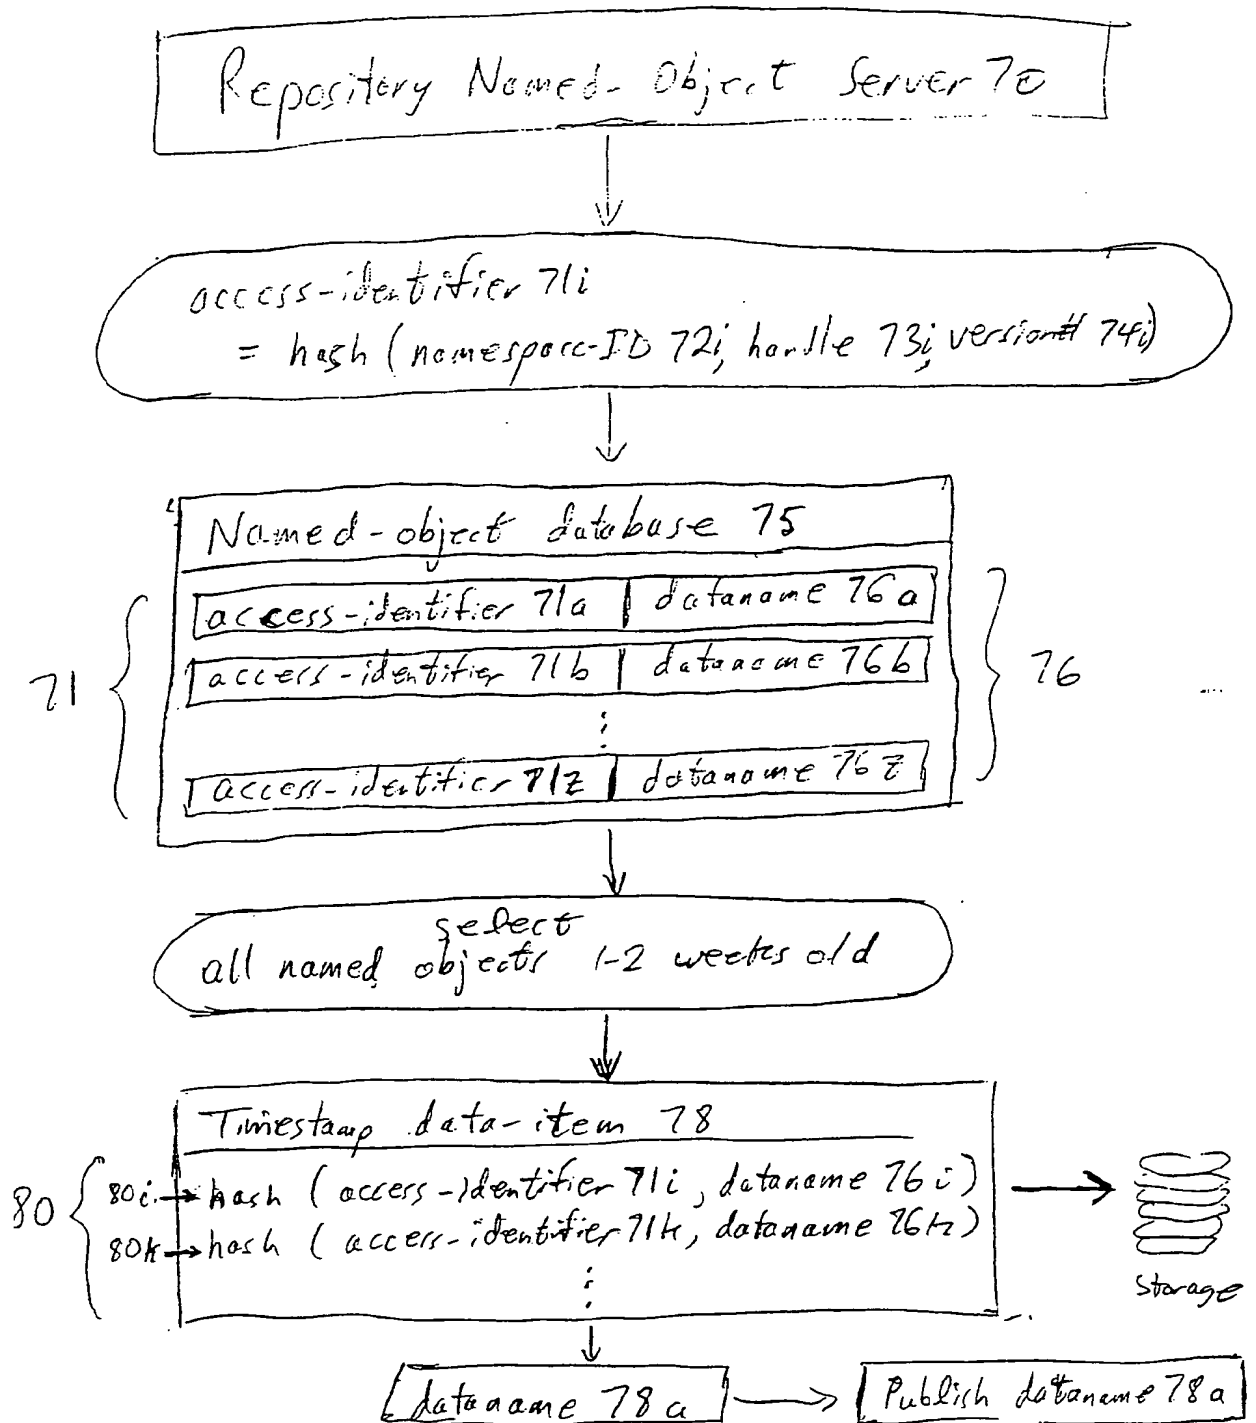 Repository Named-Object Server 70
access-identifier 71i
= hash (namespace-ID 72i, handle 73i, version# 74i)
Named-object database 75
access-identifier 71a | dataname 76a
access-identifier 71b | dataname 76b
71
76
⋮
access-identifier 71z | dataname 76z
select
all named objects 1-2 weeks old
Timestamp data-item 78
80
80i → hash (access-identifier 71i, dataname 76i)
80k → hash (access-identifier 71k, dataname 76k)
⋮
storage
dataname 78a
Publish dataname 78a